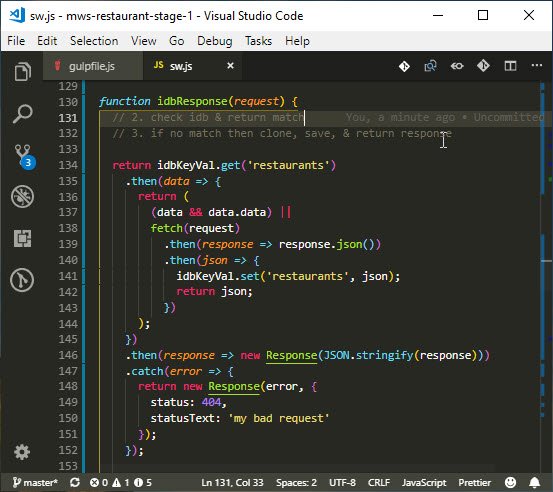 sw.js - mws-restaurant-stage-1 - Visual Studio Code
File Edit Selection View Go Debug Tasks Help
gulpfile.js JS sw.js
129
130 function idbResponse(request) {
131 // 2. check idb & return match You, a minute ago • Uncommitted
132 // 3. if no match then clone, save, & return response
133
134 return idbKeyVal.get('restaurants')
135 .then(data => {
136 return (
137 (data && data.data) ||
138 fetch(request)
139 .then(response => response.json())
140 .then(json => {
141 idbKeyVal.set('restaurants', json);
142 return json;
143 })
144 );
145 })
146 .then(response => new Response(JSON.stringify(response)))
147 .catch(error => {
148 return new Response(error, {
149 status: 404,
150 statusText: 'my bad request'
151 });
152 });
153
3
master* 0 1 5 Ln 131, Col 33 Spaces: 2 UTF-8 CRLF JavaScript Prettier